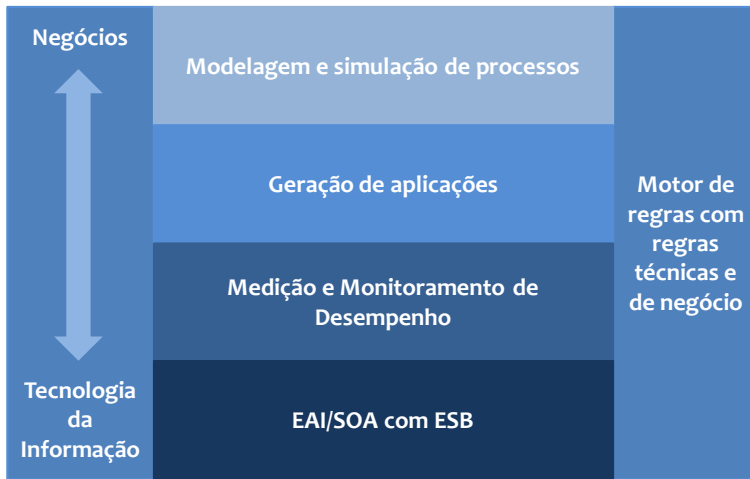 Negócios
Modelagem e simulação de processos
Geração de aplicações
Motor de
regras com
regras
técnicas e
de negócio
Medição e Monitoramento de
Desempenho
Tecnologia
da
Informação
EAI/SOA com ESB